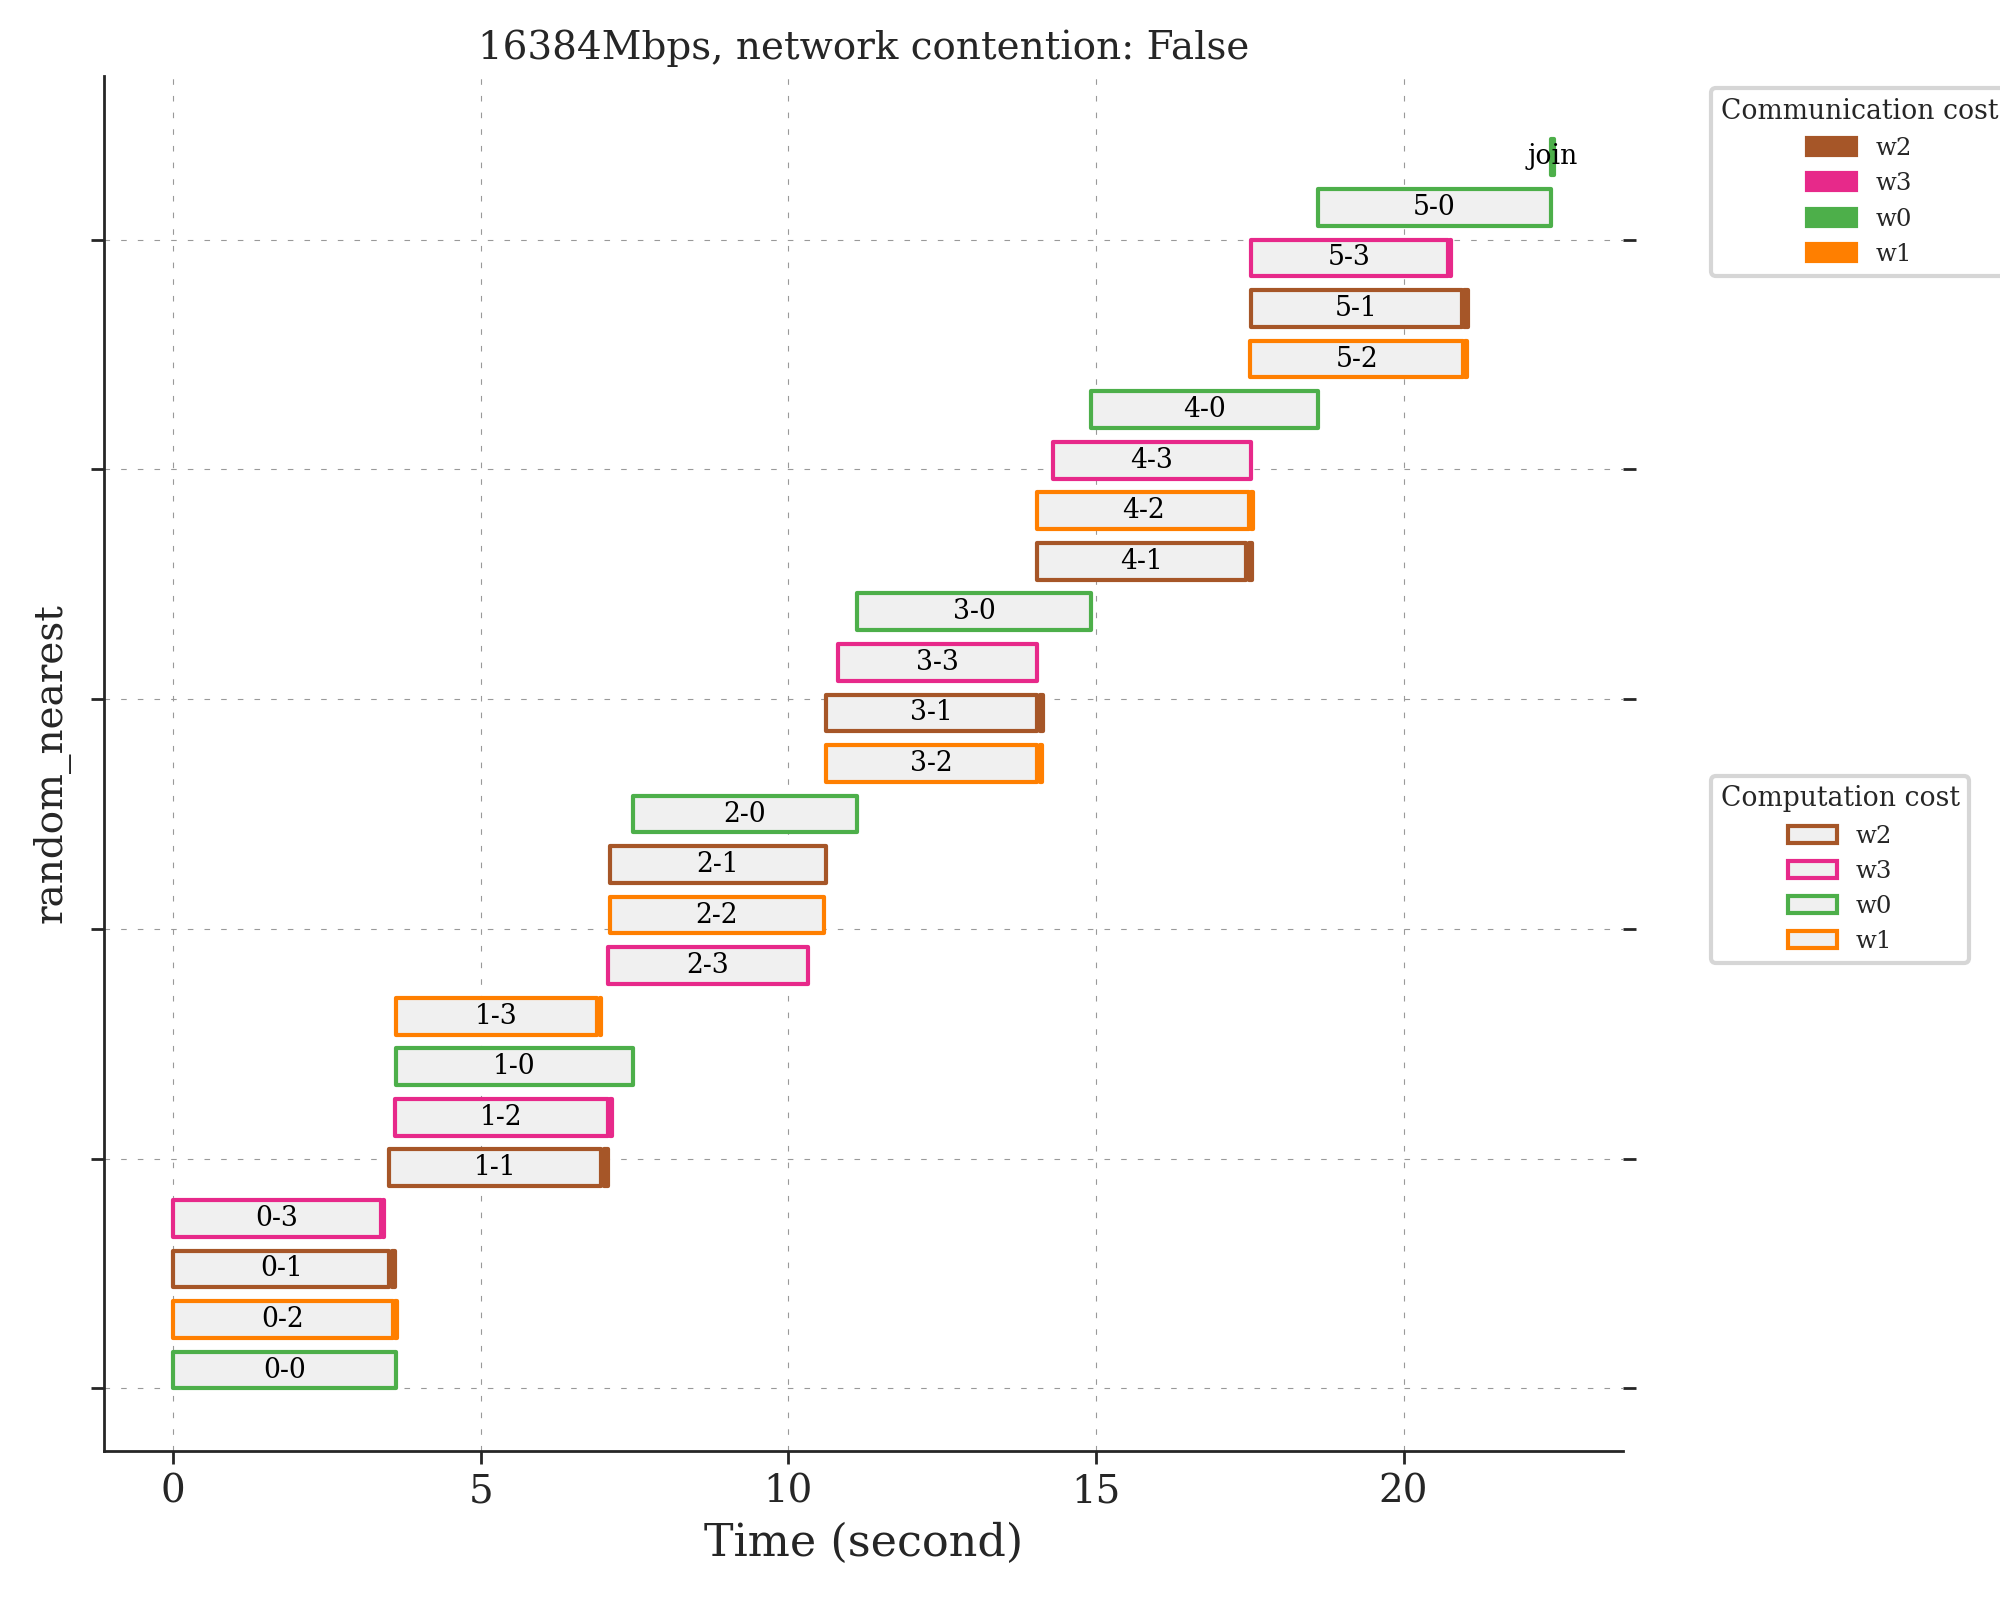 16384Mbps, network contention: False
Communication cost
w2
w3
w0
w1
join
5-0
5-3
5-1
5-2
4-0
4-3
4-2
4-1
3-0
3-3
3-1
3-2
2-0
2-1
2-2
2-3
1-3
1-0
1-2
1-1
0-3
0-1
0-2
0-0
random_nearest
Computation cost
w2
w3
w0
w1
0
5
10
15
20
Time (second)